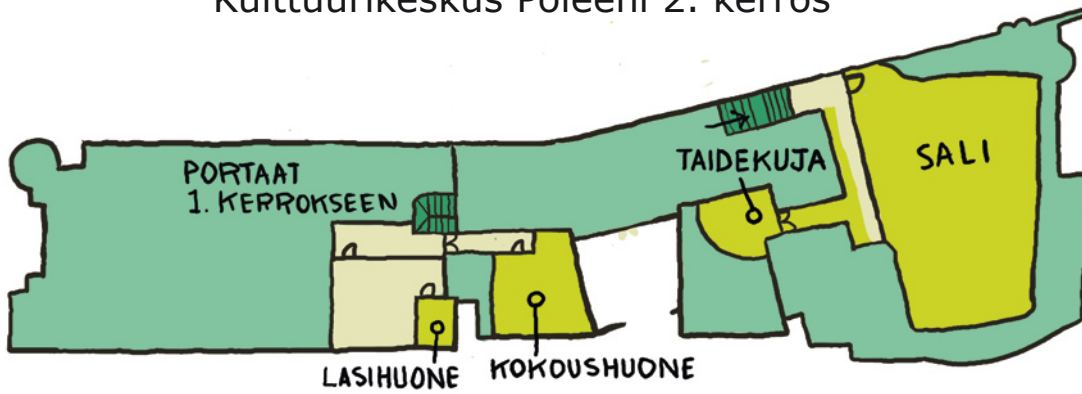 Kulttuurikeskus Poleeni 2. kerros
PORTAAT
1. KERROKSEEN
TAIDEKUJA
SALI
LASIHUONE
KOKOUSHUONE